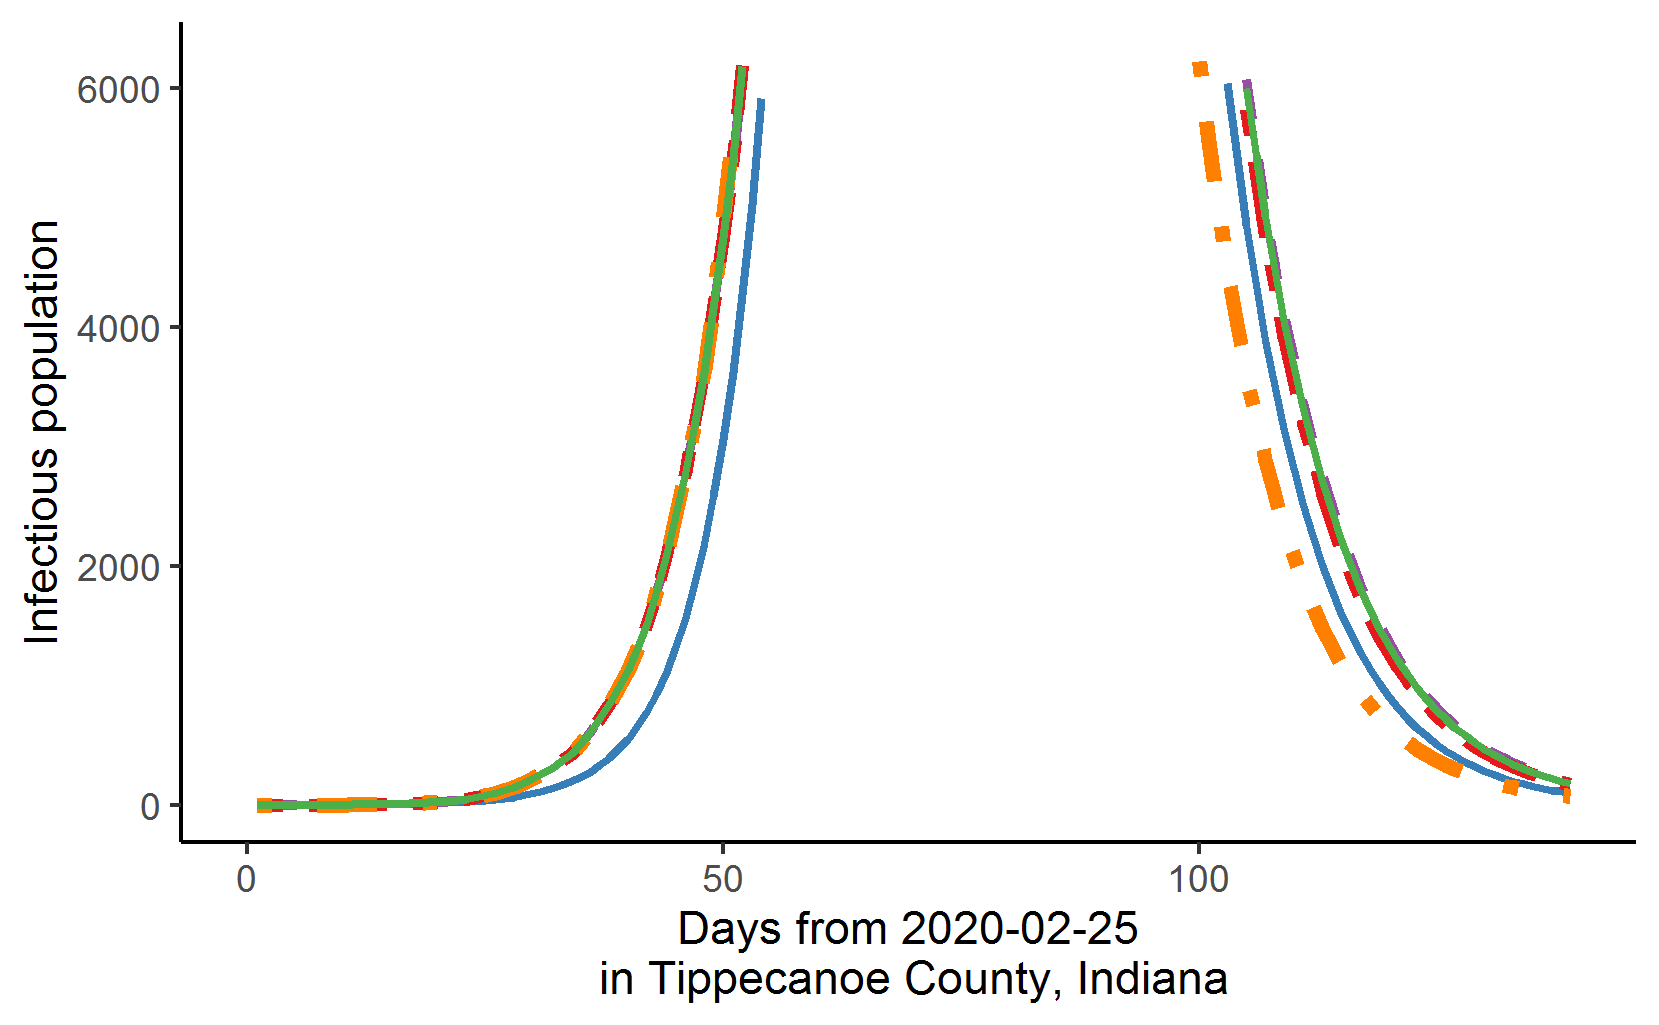 Infectious population
6000
4000
2000
0
0 50 100
Days from 2020-02-25
in Tippecanoe County, Indiana